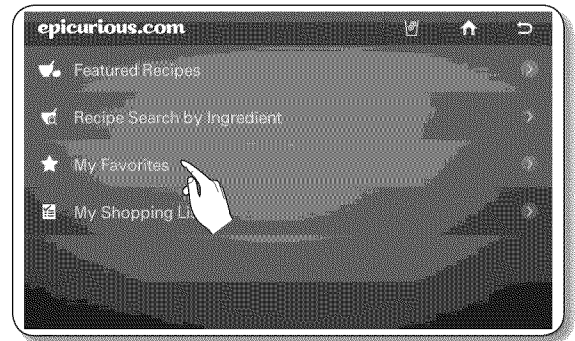 epicurious.com
Featured Recipes
Recipe Search by Ingredient
My Favorites
My Shopping Li